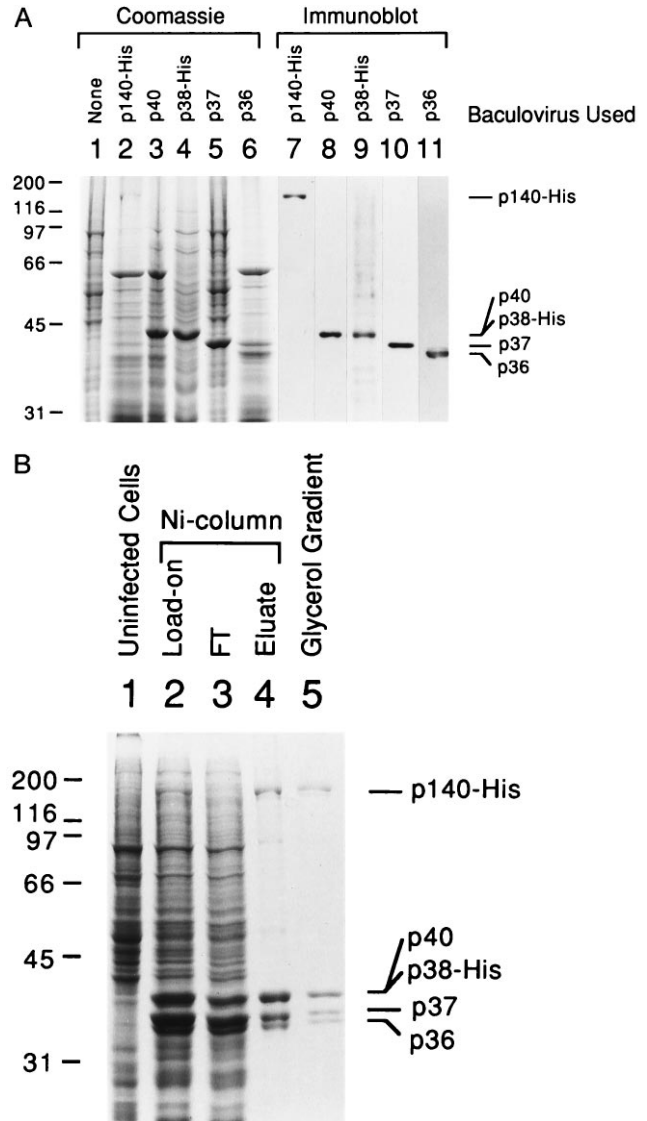 A
Coomassie Immunoblot
None p140-His p40 p38-His p37 p36 p140-His p40 p38-His p37 p36 Baculovirus Used
1 2 3 4 5 6 7 8 9 10 11
200
116
97
66
45
31
p140-His
p40
p38-His
p37
p36
B
Ni-column
Uninfected Cells Load-on FT Eluate Glycerol Gradient
1 2 3 4 5
200
116
97
66
45
31
p140-His
p40
p38-His
p37
p36